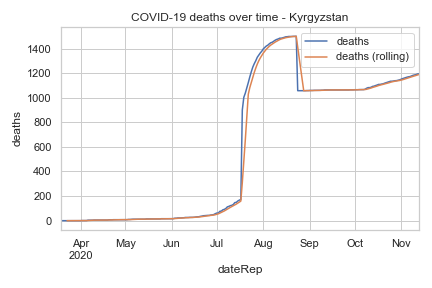 COVID-19 deaths over time - Kyrgyzstan
deaths
deaths (rolling)
1400
1200
1000
800
600
400
200
0
deaths
Apr
2020
May
Jun
Jul
Aug
Sep
Oct
Nov
dateRep